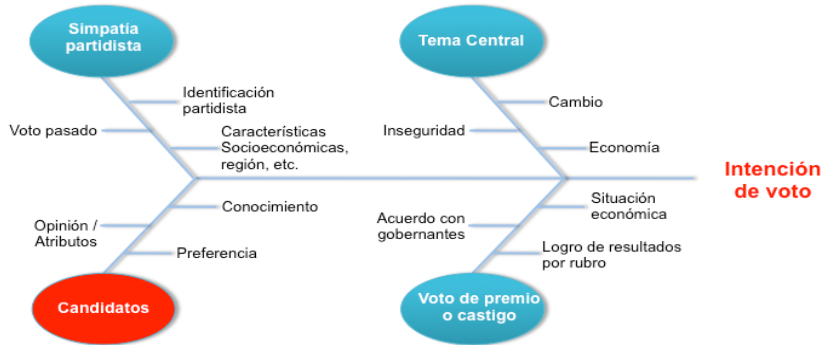 Simpatía
partidista
Tema Central
Identificación
partidista
Cambio
Voto pasado
Características
Socioeconómicas,
región, etc.
Inseguridad
Economía
Intención
de voto
Conocimiento
Situación
económica
Opinión /
Atributos
Acuerdo con
gobernantes
Preferencia
Logro de resultados
por rubro
Candidatos
Voto de premio
o castigo